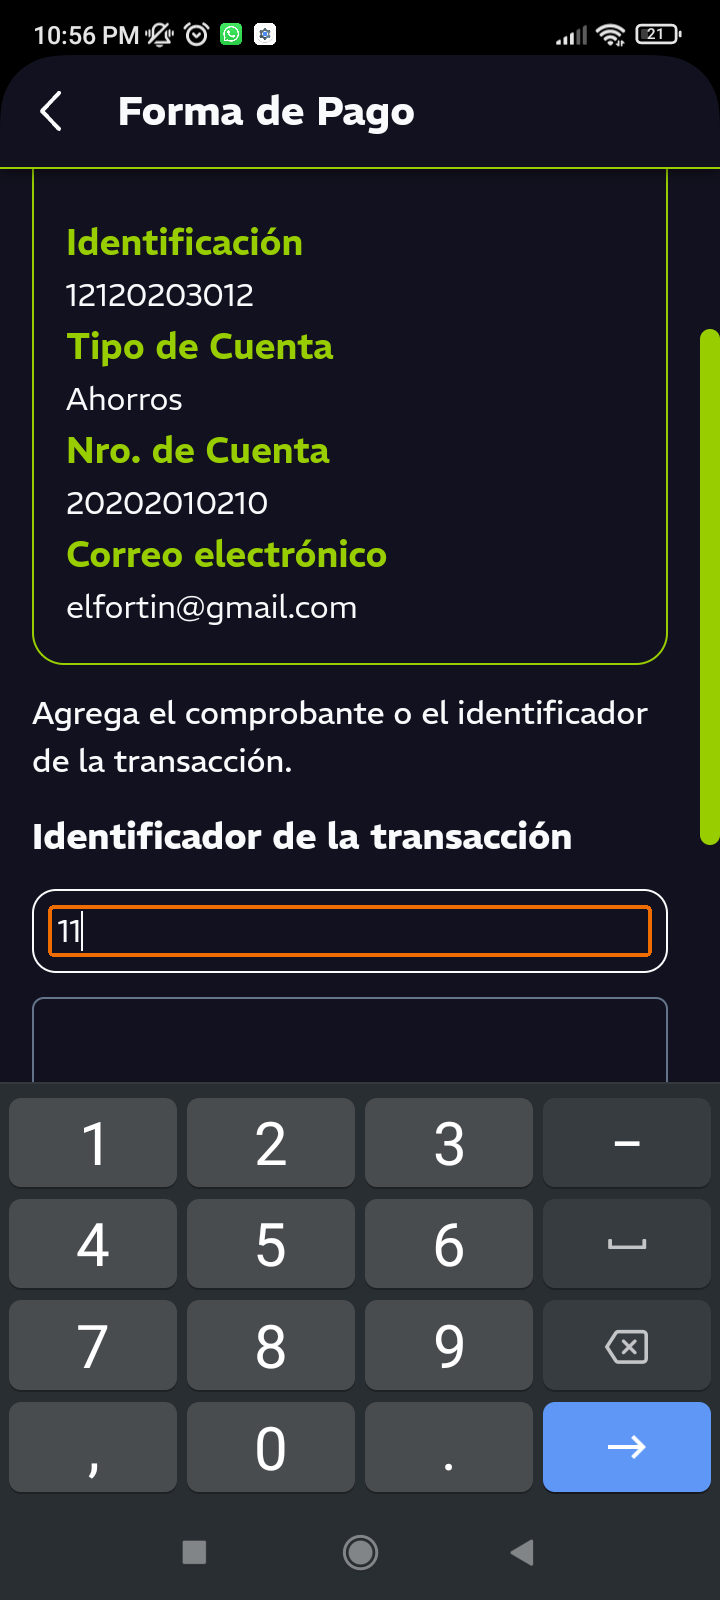 10:56 PM
21
Forma de Pago
Identificación
12120203012
Tipo de Cuenta
Ahorros
Nro. de Cuenta
20202010210
Correo electrónico
elfortin@gmail.com
Agrega el comprobante o el identificador
de la transacción.
Identificador de la transacción
11
1 2 3 −
4 5 6
7 8 9
, 0 .